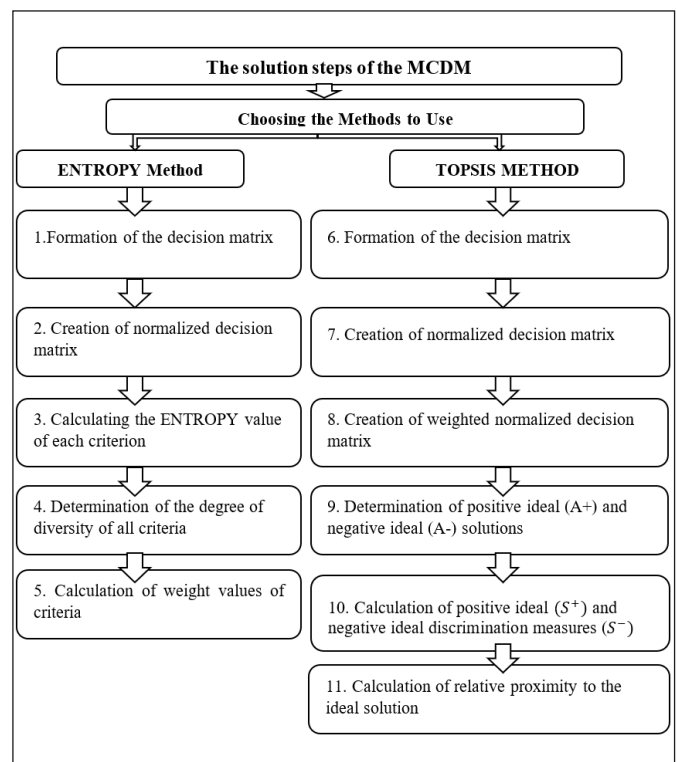 The solution steps of the MCDM
Choosing the Methods to Use
ENTROPY Method
1.Formation of the decision matrix
2. Creation of normalized decision
matrix
3. Calculating the ENTROPY value
of each criterion
4. Determination of the degree of
diversity of all criteria
5. Calculation of weight values of
criteria
TOPSIS METHOD
6. Formation of the decision matrix
7. Creation of normalized decision matrix
8. Creation of weighted normalized decision
matrix
9. Determination of positive ideal (A+) and
negative ideal (A-) solutions
10. Calculation of positive ideal (S⁺) and
negative ideal discrimination measures (S⁻)
11. Calculation of relative proximity to the
ideal solution